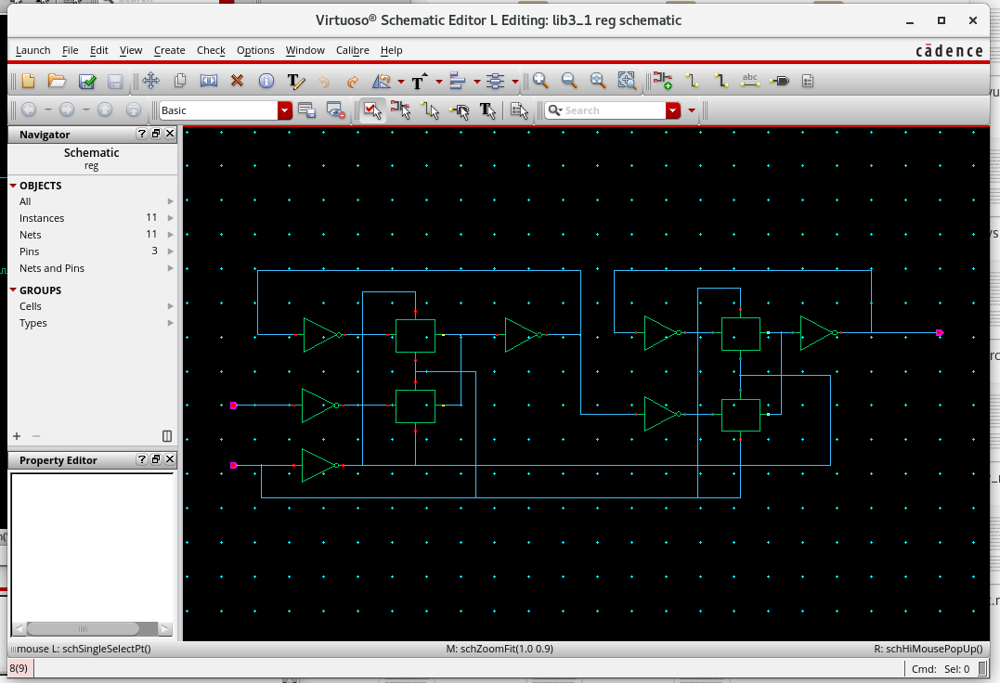 Virtuoso® Schematic Editor L Editing: lib3_1 reg schematic
Launch File Edit View Create Check Options Window Calibre Help
cādence
T T abc
Basic
T
Search
Navigator
Schematic
reg
OBJECTS
All
Instances 11
Nets 11
Pins 3
Nets and Pins
GROUPS
Cells
Types
Property Editor
mouse L: schSingleSelectPt() M: schZoomFit(1.0 0.9) R: schHiMousePopUp()
8(9) Cmd: Sel: 0